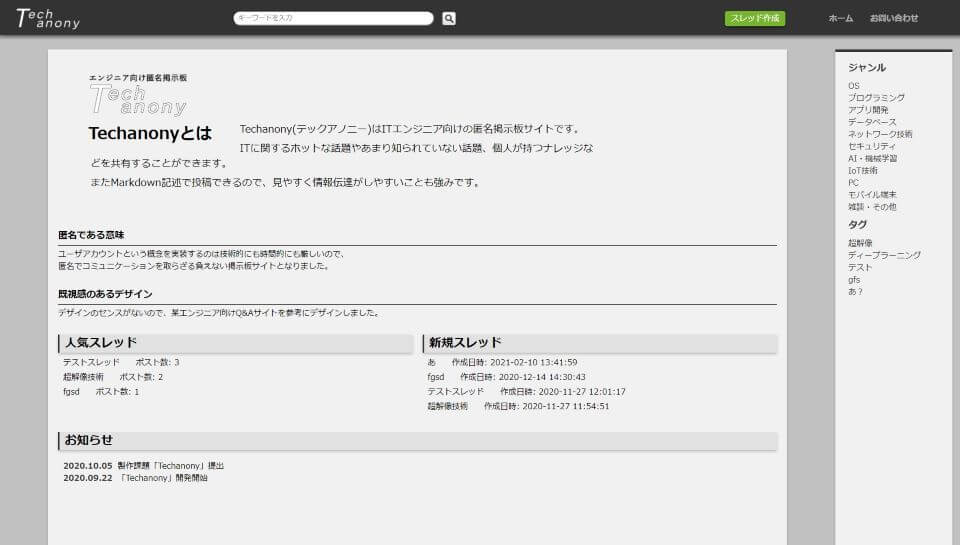 Tech
anony
キーワードを入力
スレッド作成
ホーム
お問い合わせ
エンジニア向け匿名掲示板
Tech
anony
Techanonyとは
Techanony(テックアノニー)はITエンジニア向けの匿名掲示板サイトです。
ITに関するホットな話題やあまり知られていない話題、個人が持つナレッジな
どを共有することができます。
またMarkdown記述で投稿できるので、見やすく情報伝達がしやすいことも強みです。
匿名である意味
ユーザアカウントという概念を実装するのは技術的にも時間的にも厳しいので、
匿名でコミュニケーションを取らざる負えない掲示板サイトとなりました。
既視感のあるデザイン
デザインのセンスがないので、某エンジニア向けQ&Aサイトを参考にデザインしました。
人気スレッド
テストスレッド ポスト数: 3
超解像技術 ポスト数: 2
fgsd ポスト数: 1
新規スレッド
あ 作成日時: 2021-02-10 13:41:59
fgsd 作成日時: 2020-12-14 14:30:43
テストスレッド 作成日時: 2020-11-27 12:01:17
超解像技術 作成日時: 2020-11-27 11:54:51
お知らせ
2020.10.05 製作課題「Techanony」提出
2020.09.22 「Techanony」開発開始
ジャンル
OS
プログラミング
アプリ開発
データベース
ネットワーク技術
セキュリティ
AI・機械学習
IoT技術
PC
モバイル端末
雑談・その他
タグ
超解像
ディープラーニング
テスト
gfs
あ？